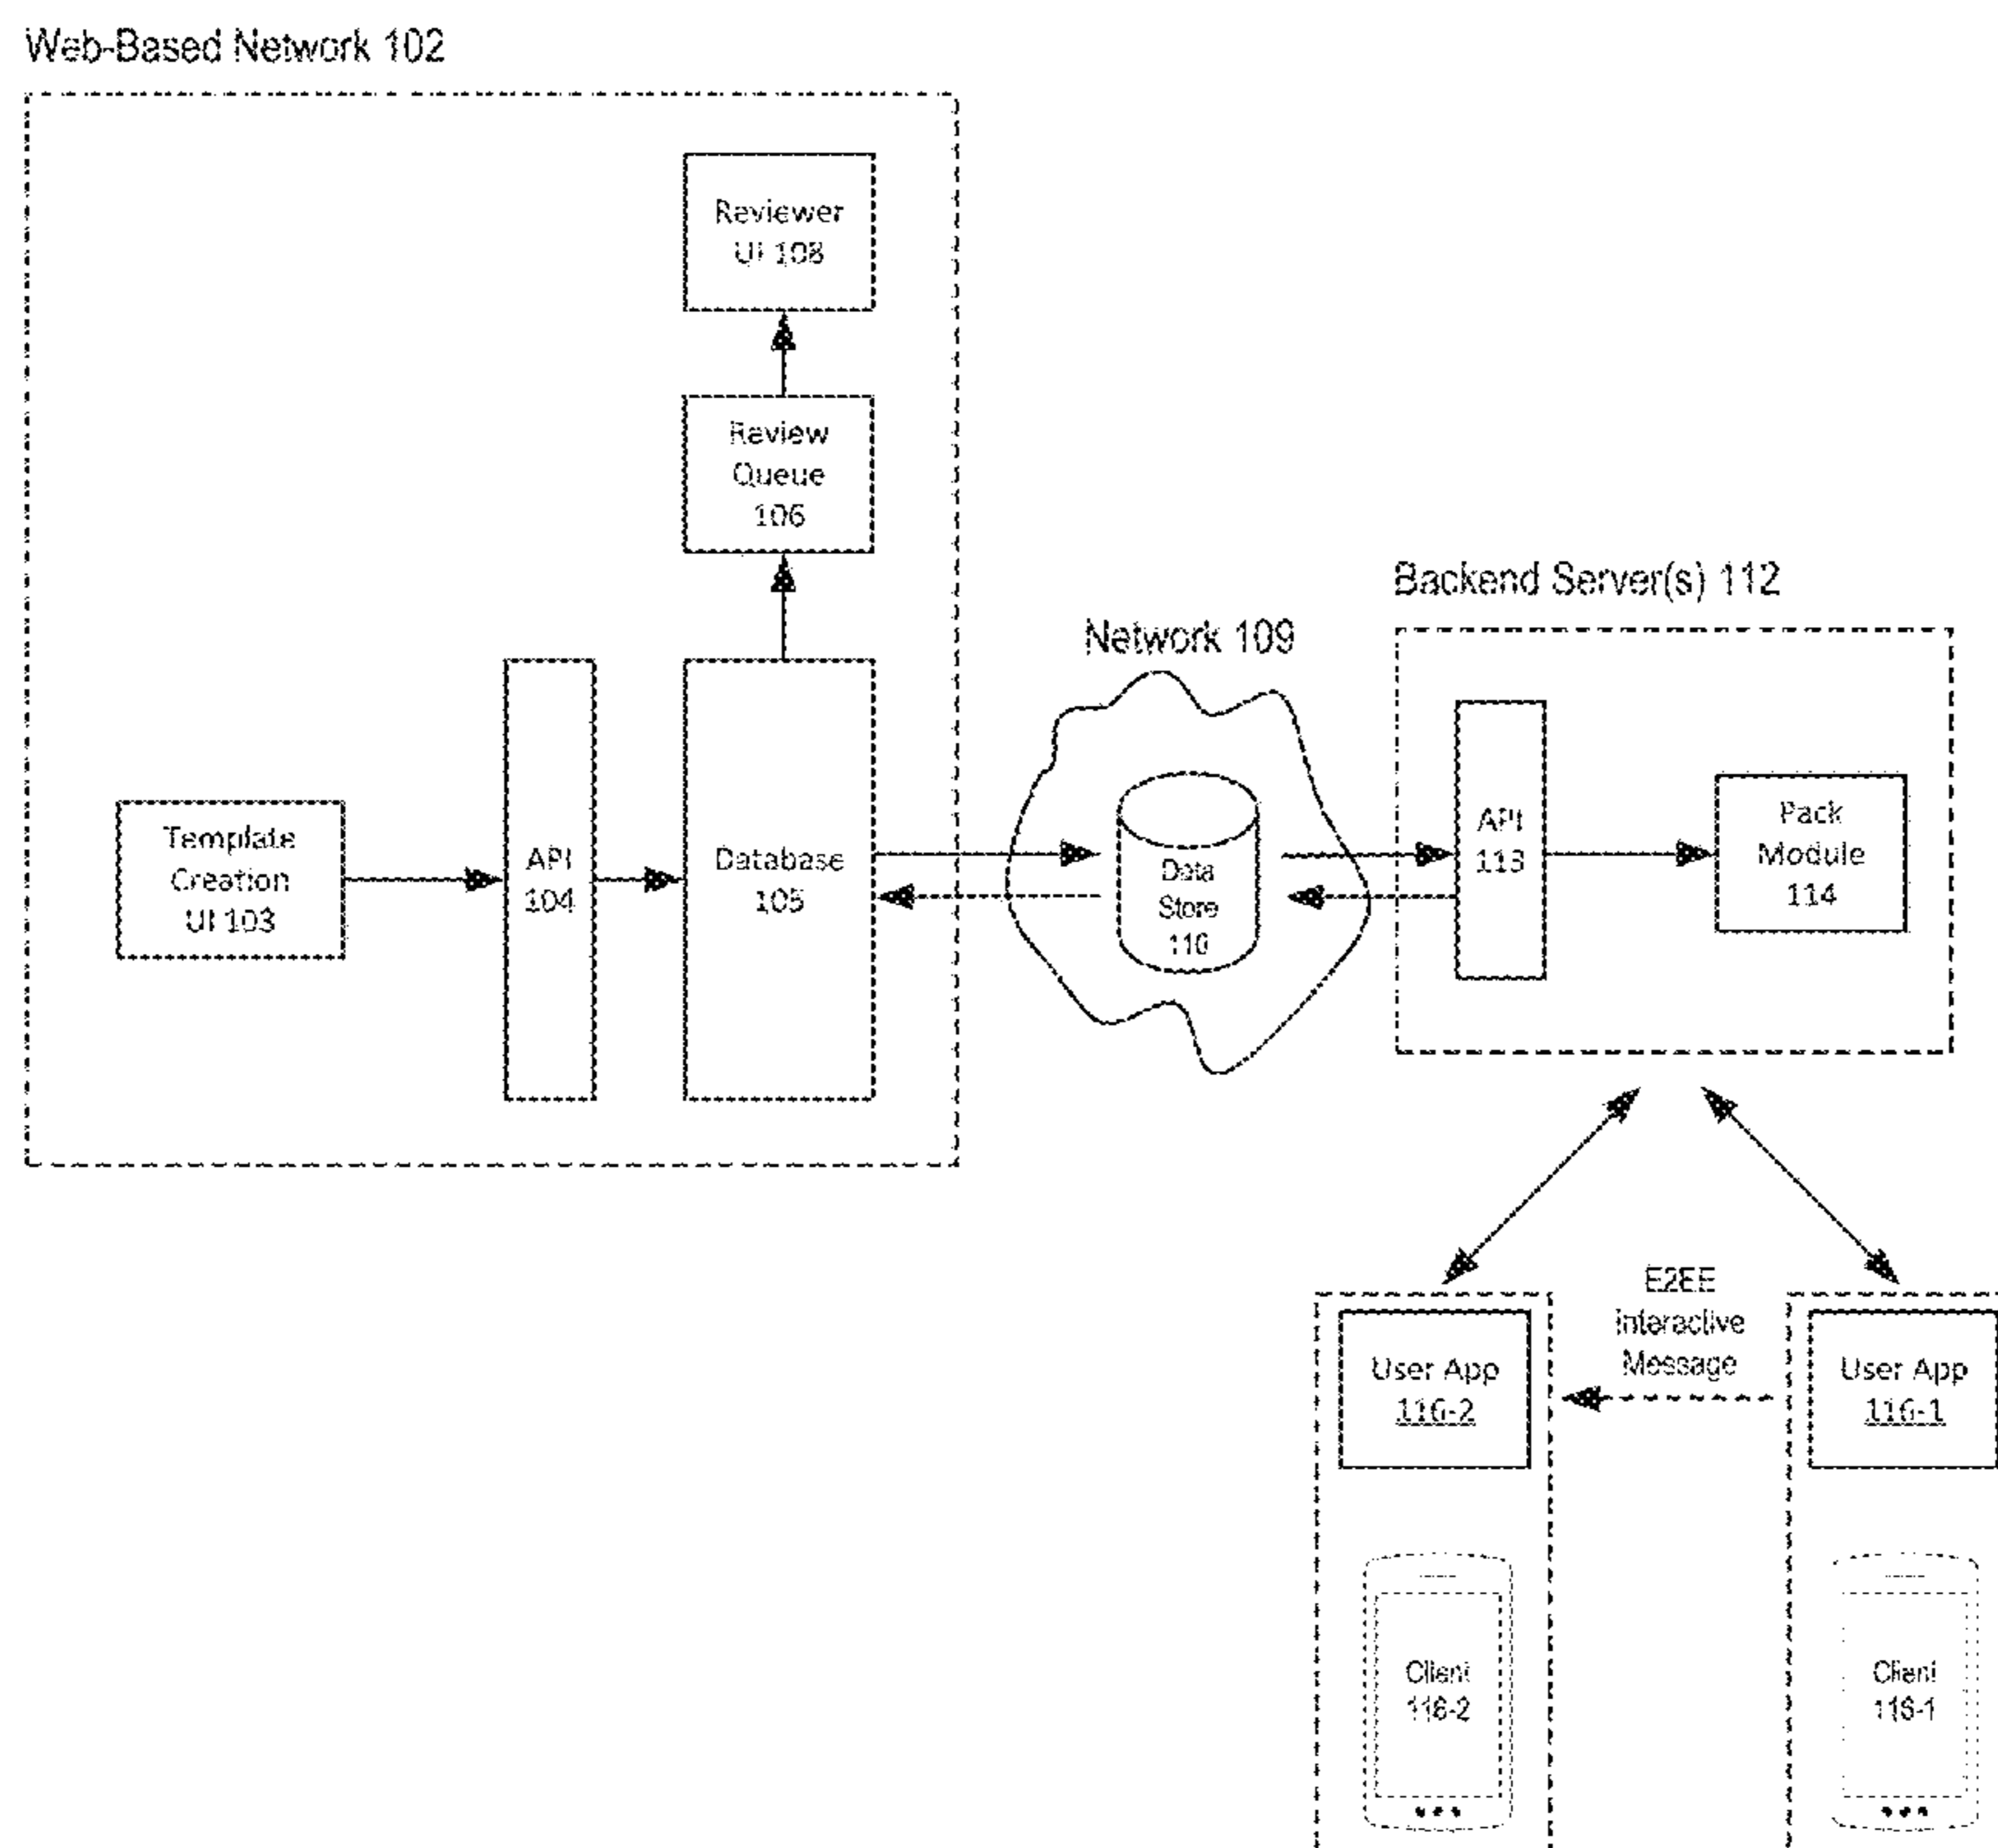 Web-Based Network 102
Reviewer
UI 108
Review
Queue
106
Template
Creation
UI 103
API
104
Database
105
Network 109
Data
Store
110
Backend Server(s) 112
API
113
Pack
Module
114
E2EE
Interactive
Message
User App
116-2
User App
116-1
Client
118-2
Client
118-1